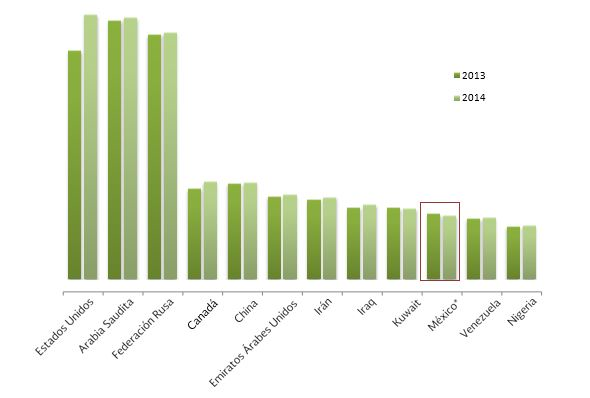 2013
2014
Estados Unidos
Arabia Saudita
Federación Rusa
Canadá
China
Emiratos Árabes Unidos
Irán
Iraq
Kuwait
México*
Venezuela
Nigeria